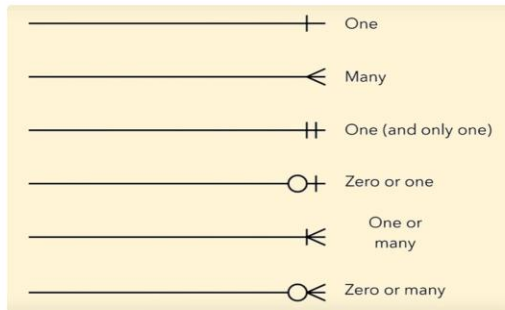 One
Many
One (and only one)
Zero or one
One or
many
Zero or many